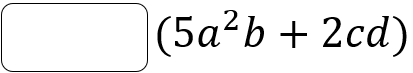 (5a²b + 2cd)